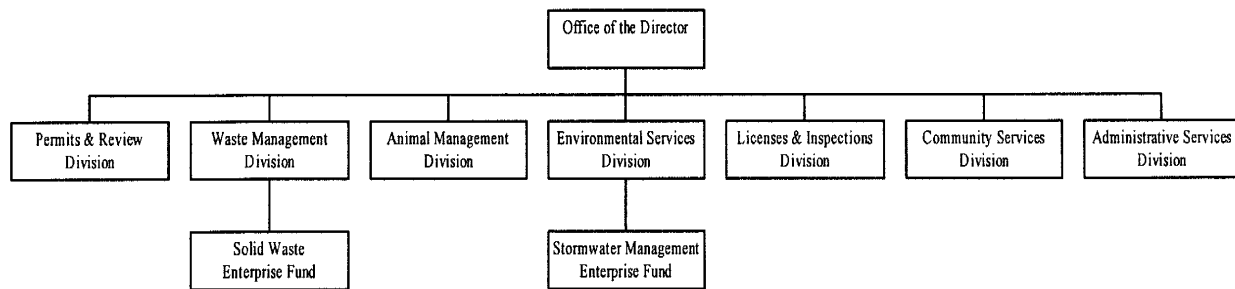 Office of the Director
Permits & Review
Division
Waste Management
Division
Animal Management
Division
Environmental Services
Division
Licenses & Inspections
Division
Community Services
Division
Administrative Services
Division
Solid Waste
Enterprise Fund
Stormwater Management
Enterprise Fund